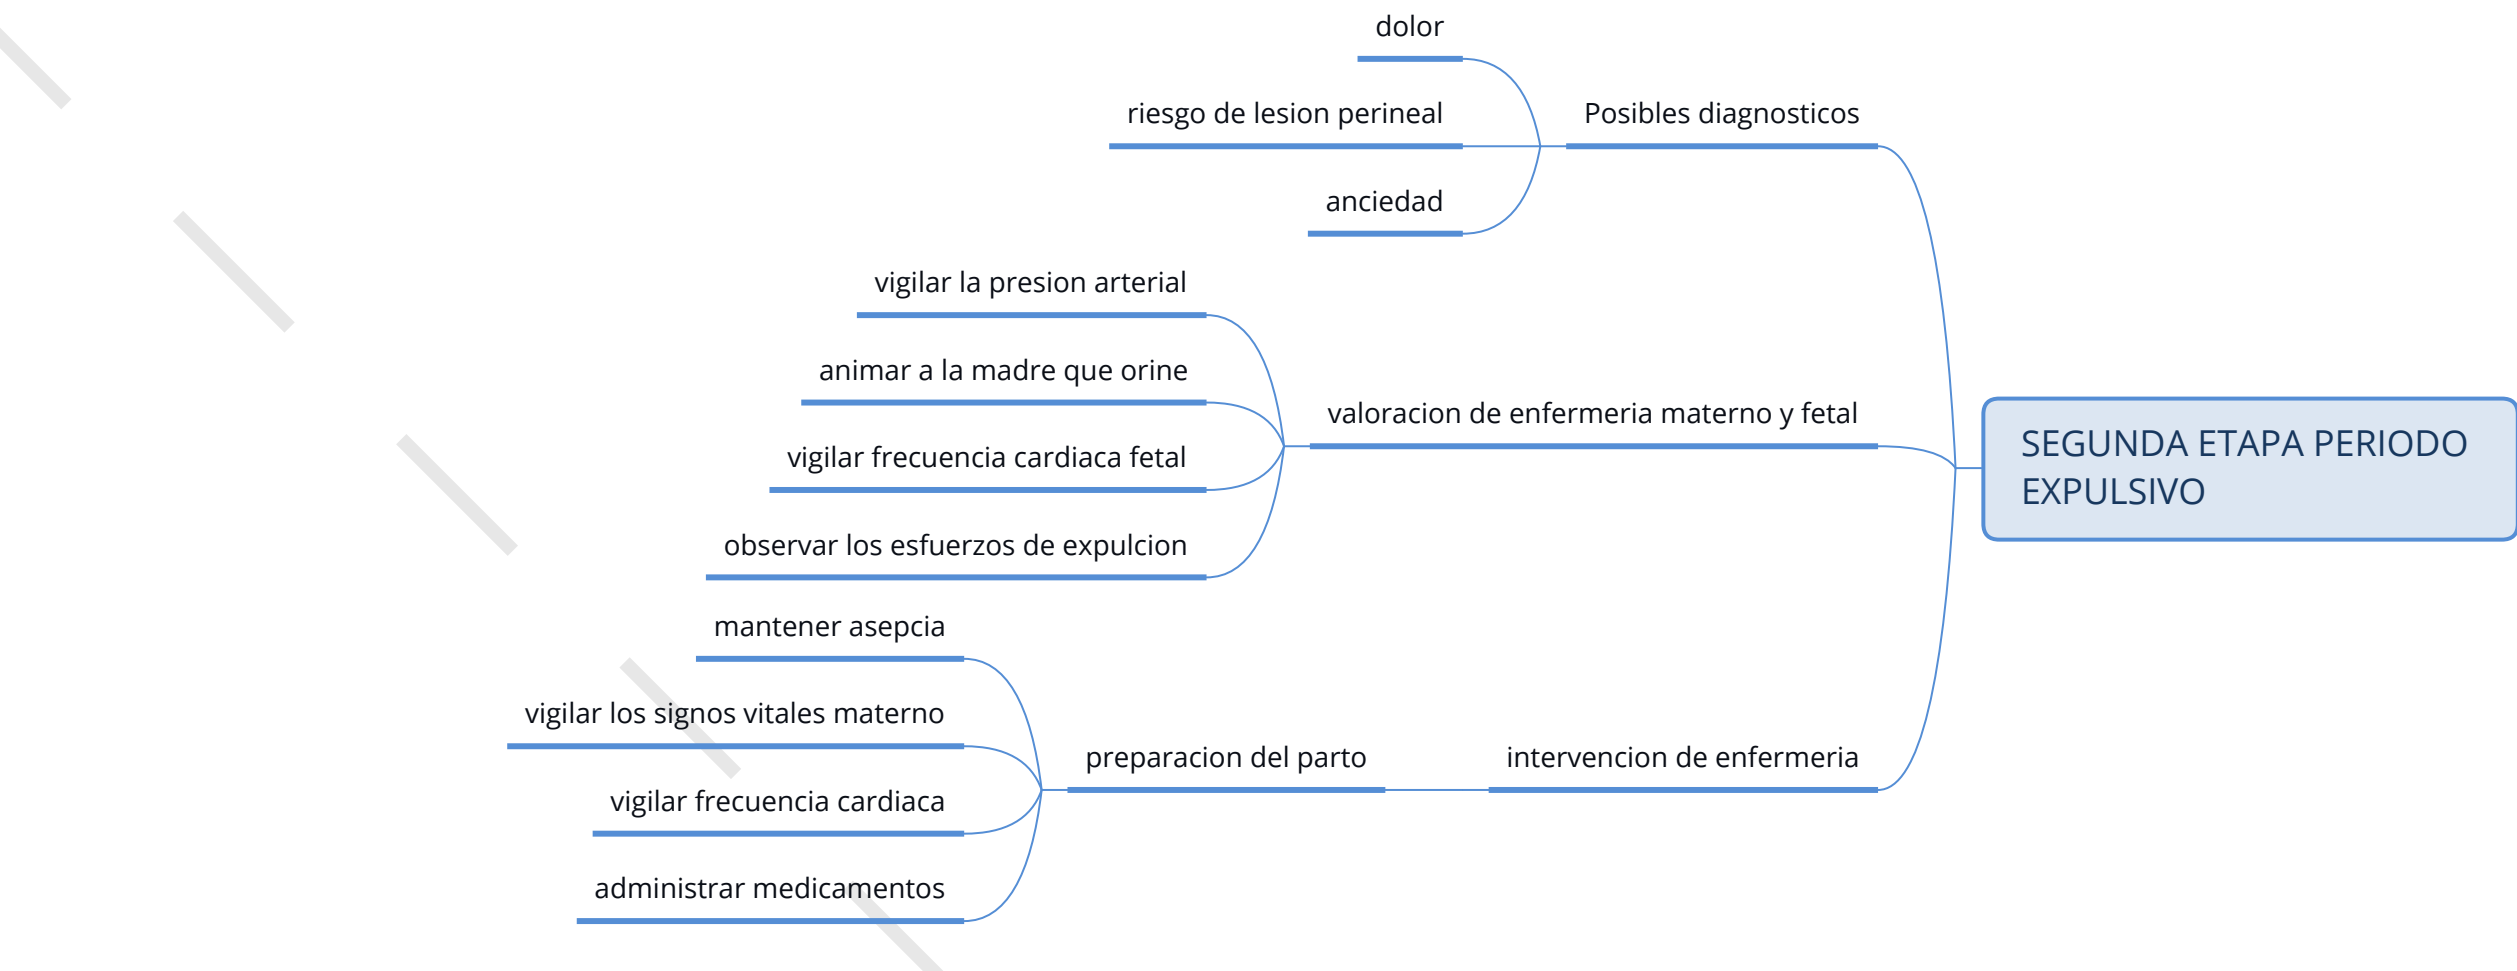 dolor
riesgo de lesion perineal
Posibles diagnosticos
anciedad
vigilar la presion arterial
animar a la madre que orine
valoracion de enfermeria materno y fetal
vigilar frecuencia cardiaca fetal
SEGUNDA ETAPA PERIODO
EXPULSIVO
observar los esfuerzos de expulcion
mantener asepcia
vigilar los signos vitales materno
preparacion del parto
intervencion de enfermeria
vigilar frecuencia cardiaca
administrar medicamentos